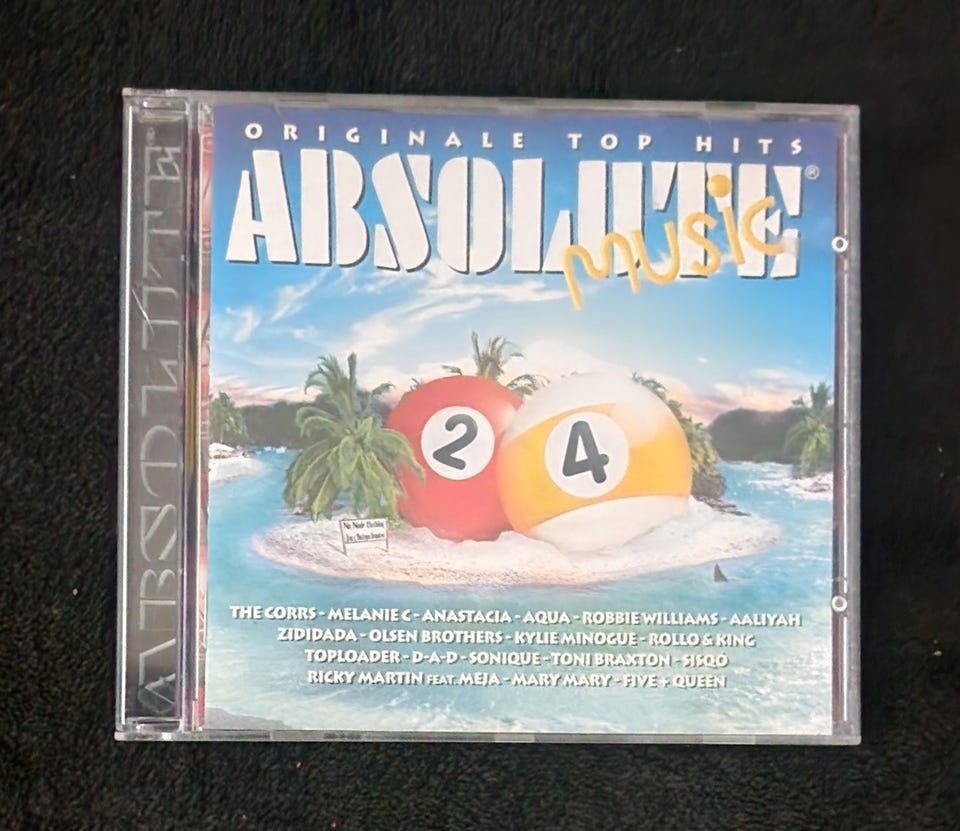 ORIGINALE TOP HITS
ABSOLUTE®
music
2 4
THE CORRS - MELANIE C - ANASTACIA - AQUA - ROBBIE WILLIAMS - AALIYAH
ZIDIDADA - OLSEN BROTHERS - KYLIE MINOGUE - ROLLO & KING
TOPLOADER - D-A-D - SONIQUE - TONI BRAXTON - SISQÓ
RICKY MARTIN FEAT. MEJA - MARY MARY - FIVE + QUEEN
ABSOLUTE